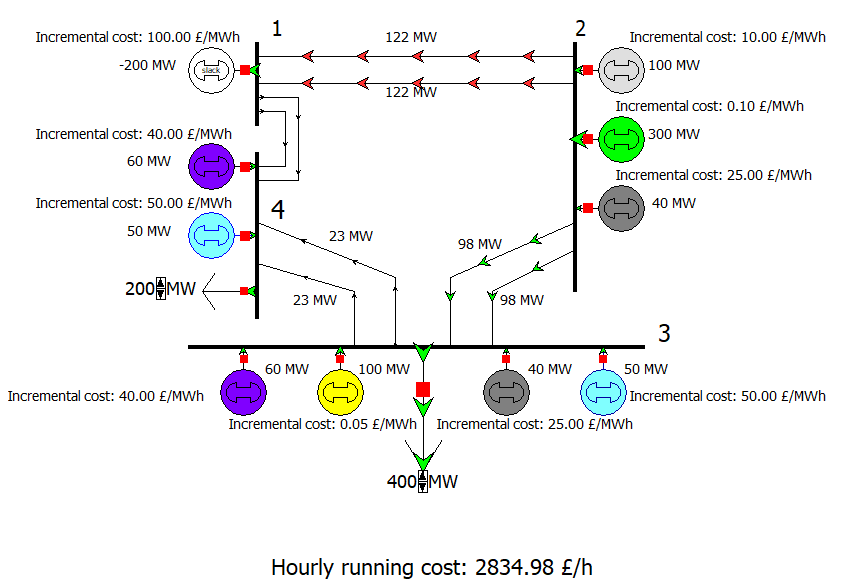 1
2
Incremental cost: 100.00 £/MWh
122 MW
Incremental cost: 10.00 £/MWh
-200 MW
slack
100 MW
122 MW
Incremental cost: 0.10 £/MWh
Incremental cost: 40.00 £/MWh
300 MW
60 MW
Incremental cost: 25.00 £/MWh
Incremental cost: 50.00 £/MWh
4
40 MW
50 MW
23 MW
98 MW
200 MW
23 MW
98 MW
3
60 MW
100 MW
40 MW
50 MW
Incremental cost: 40.00 £/MWh
Incremental cost: 50.00 £/MWh
Incremental cost: 0.05 £/MWh
Incremental cost: 25.00 £/MWh
400 MW
Hourly running cost: 2834.98 £/h